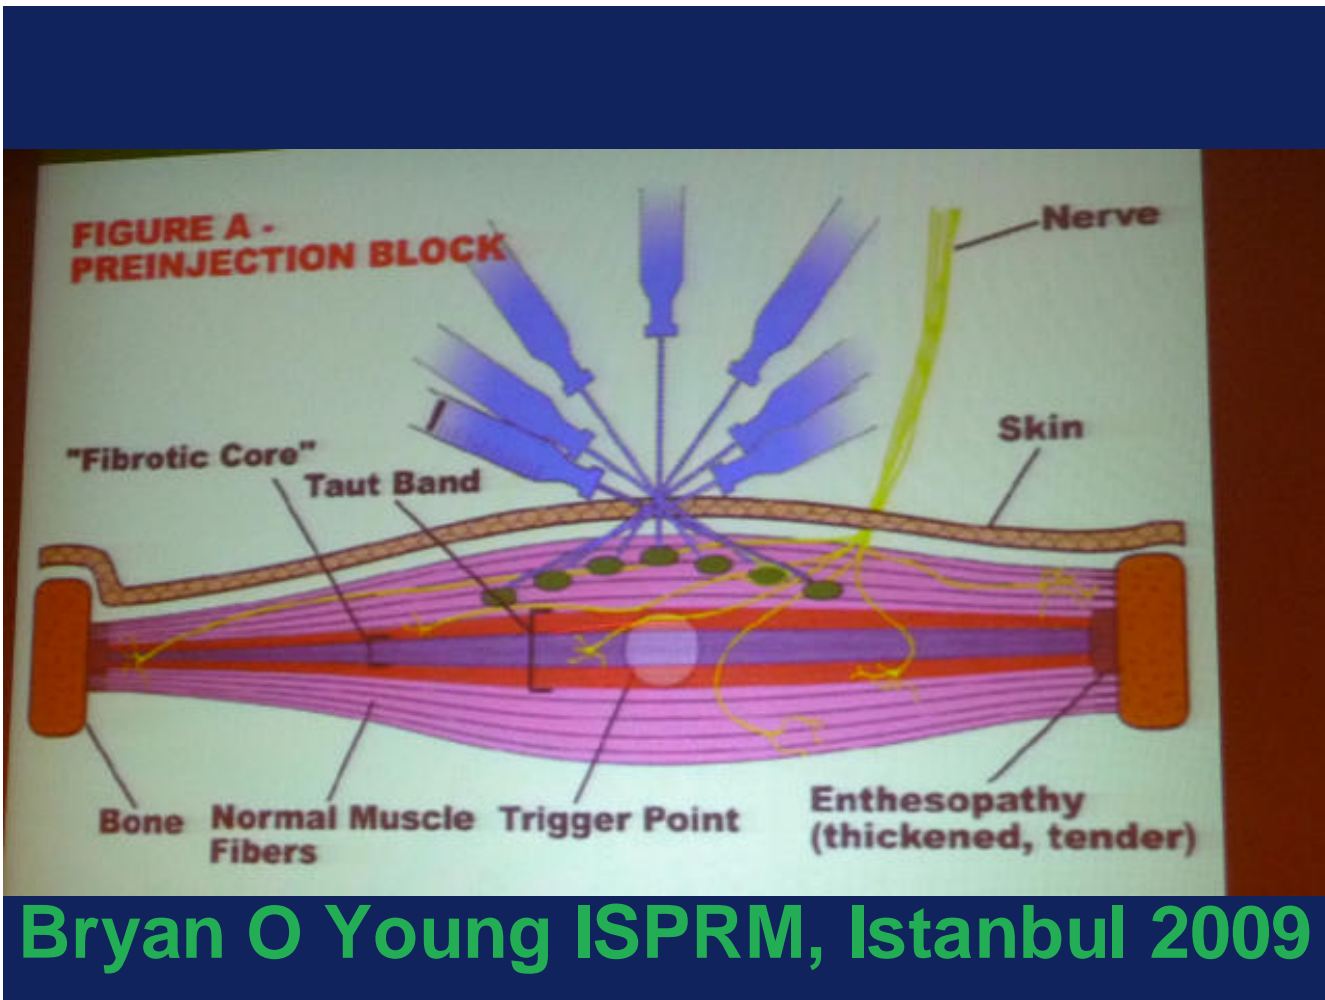 FIGURE A -
PREINJECTION BLOCK
Nerve
Skin
"Fibrotic Core"
Taut Band
Bone
Normal Muscle
Fibers
Trigger Point
Enthesopathy
(thickened, tender)
Bryan O Young ISPRM, Istanbul 2009